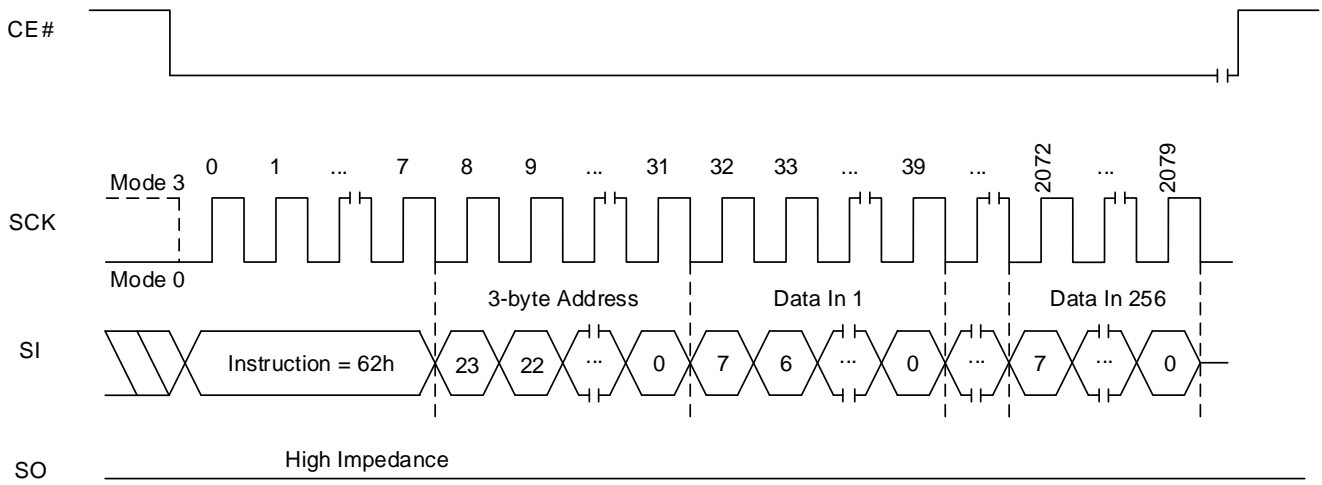 CE#
0 1 ... 7 8 9 ... 31 32 33 ... 39 ... 2072 ... 2079
Mode 3
SCK
Mode 0
3-byte Address Data In 1 Data In 256
SI Instruction = 62h 23 22 ... 0 7 6 ... 0 ... 7 ... 0
High Impedance
SO